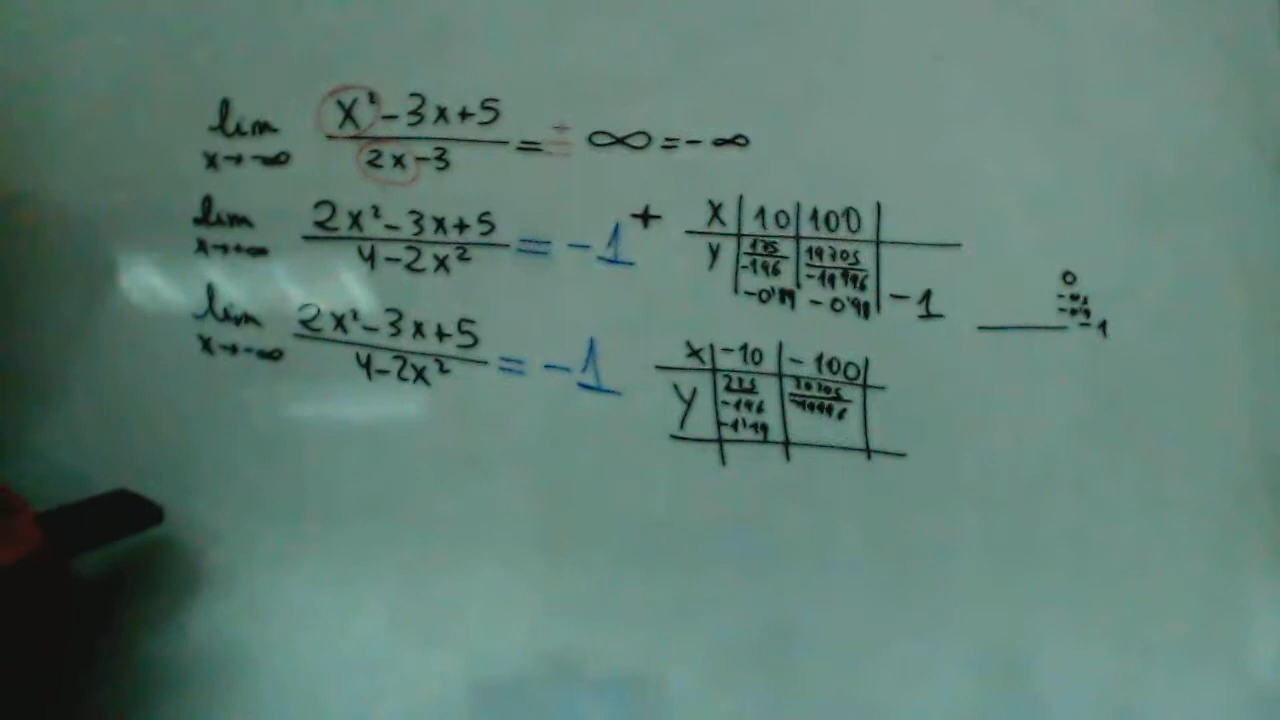 lim x→-∞ (x²-3x+5)/(2x-3) = ∞ = -∞
lim x→+∞ (2x²-3x+5)/(4-2x²) = -1⁺
lim x→-∞ (2x²-3x+5)/(4-2x²) = -1
x | 10 | 100 |
y | 175/-196 | 19705/-19996 |
-0'89 | -0'98 | -1
x | -10 | -100 |
y | 235/-196 | 20305/-19996 |
-1'19
0
-1